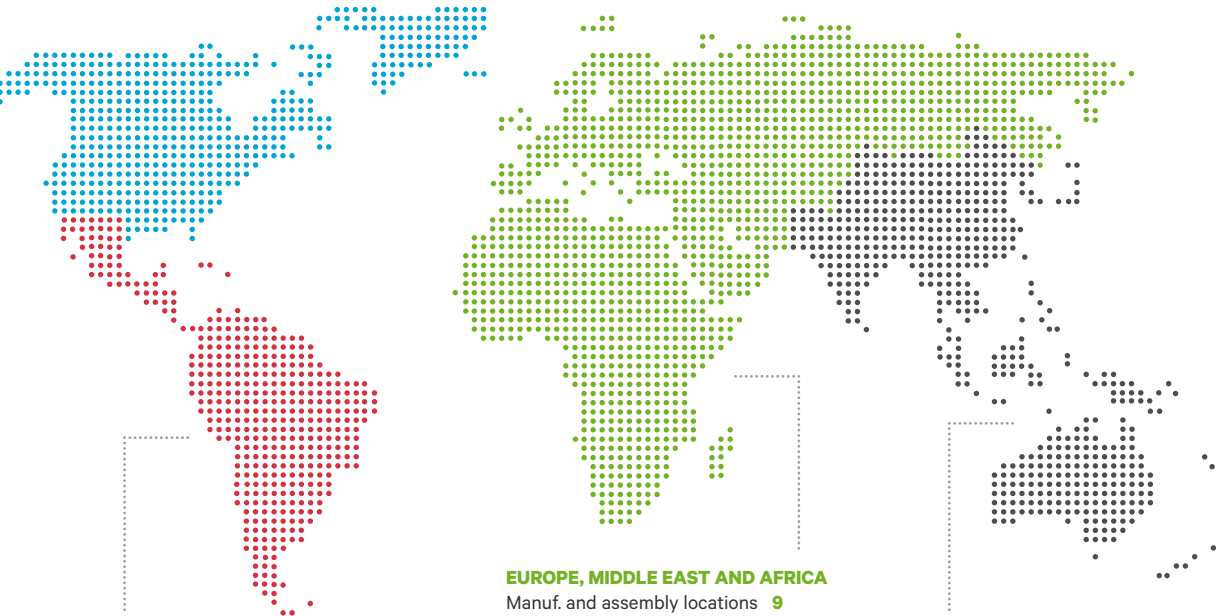 EUROPE, MIDDLE EAST AND AFRICA
Manuf. and assembly locations 9